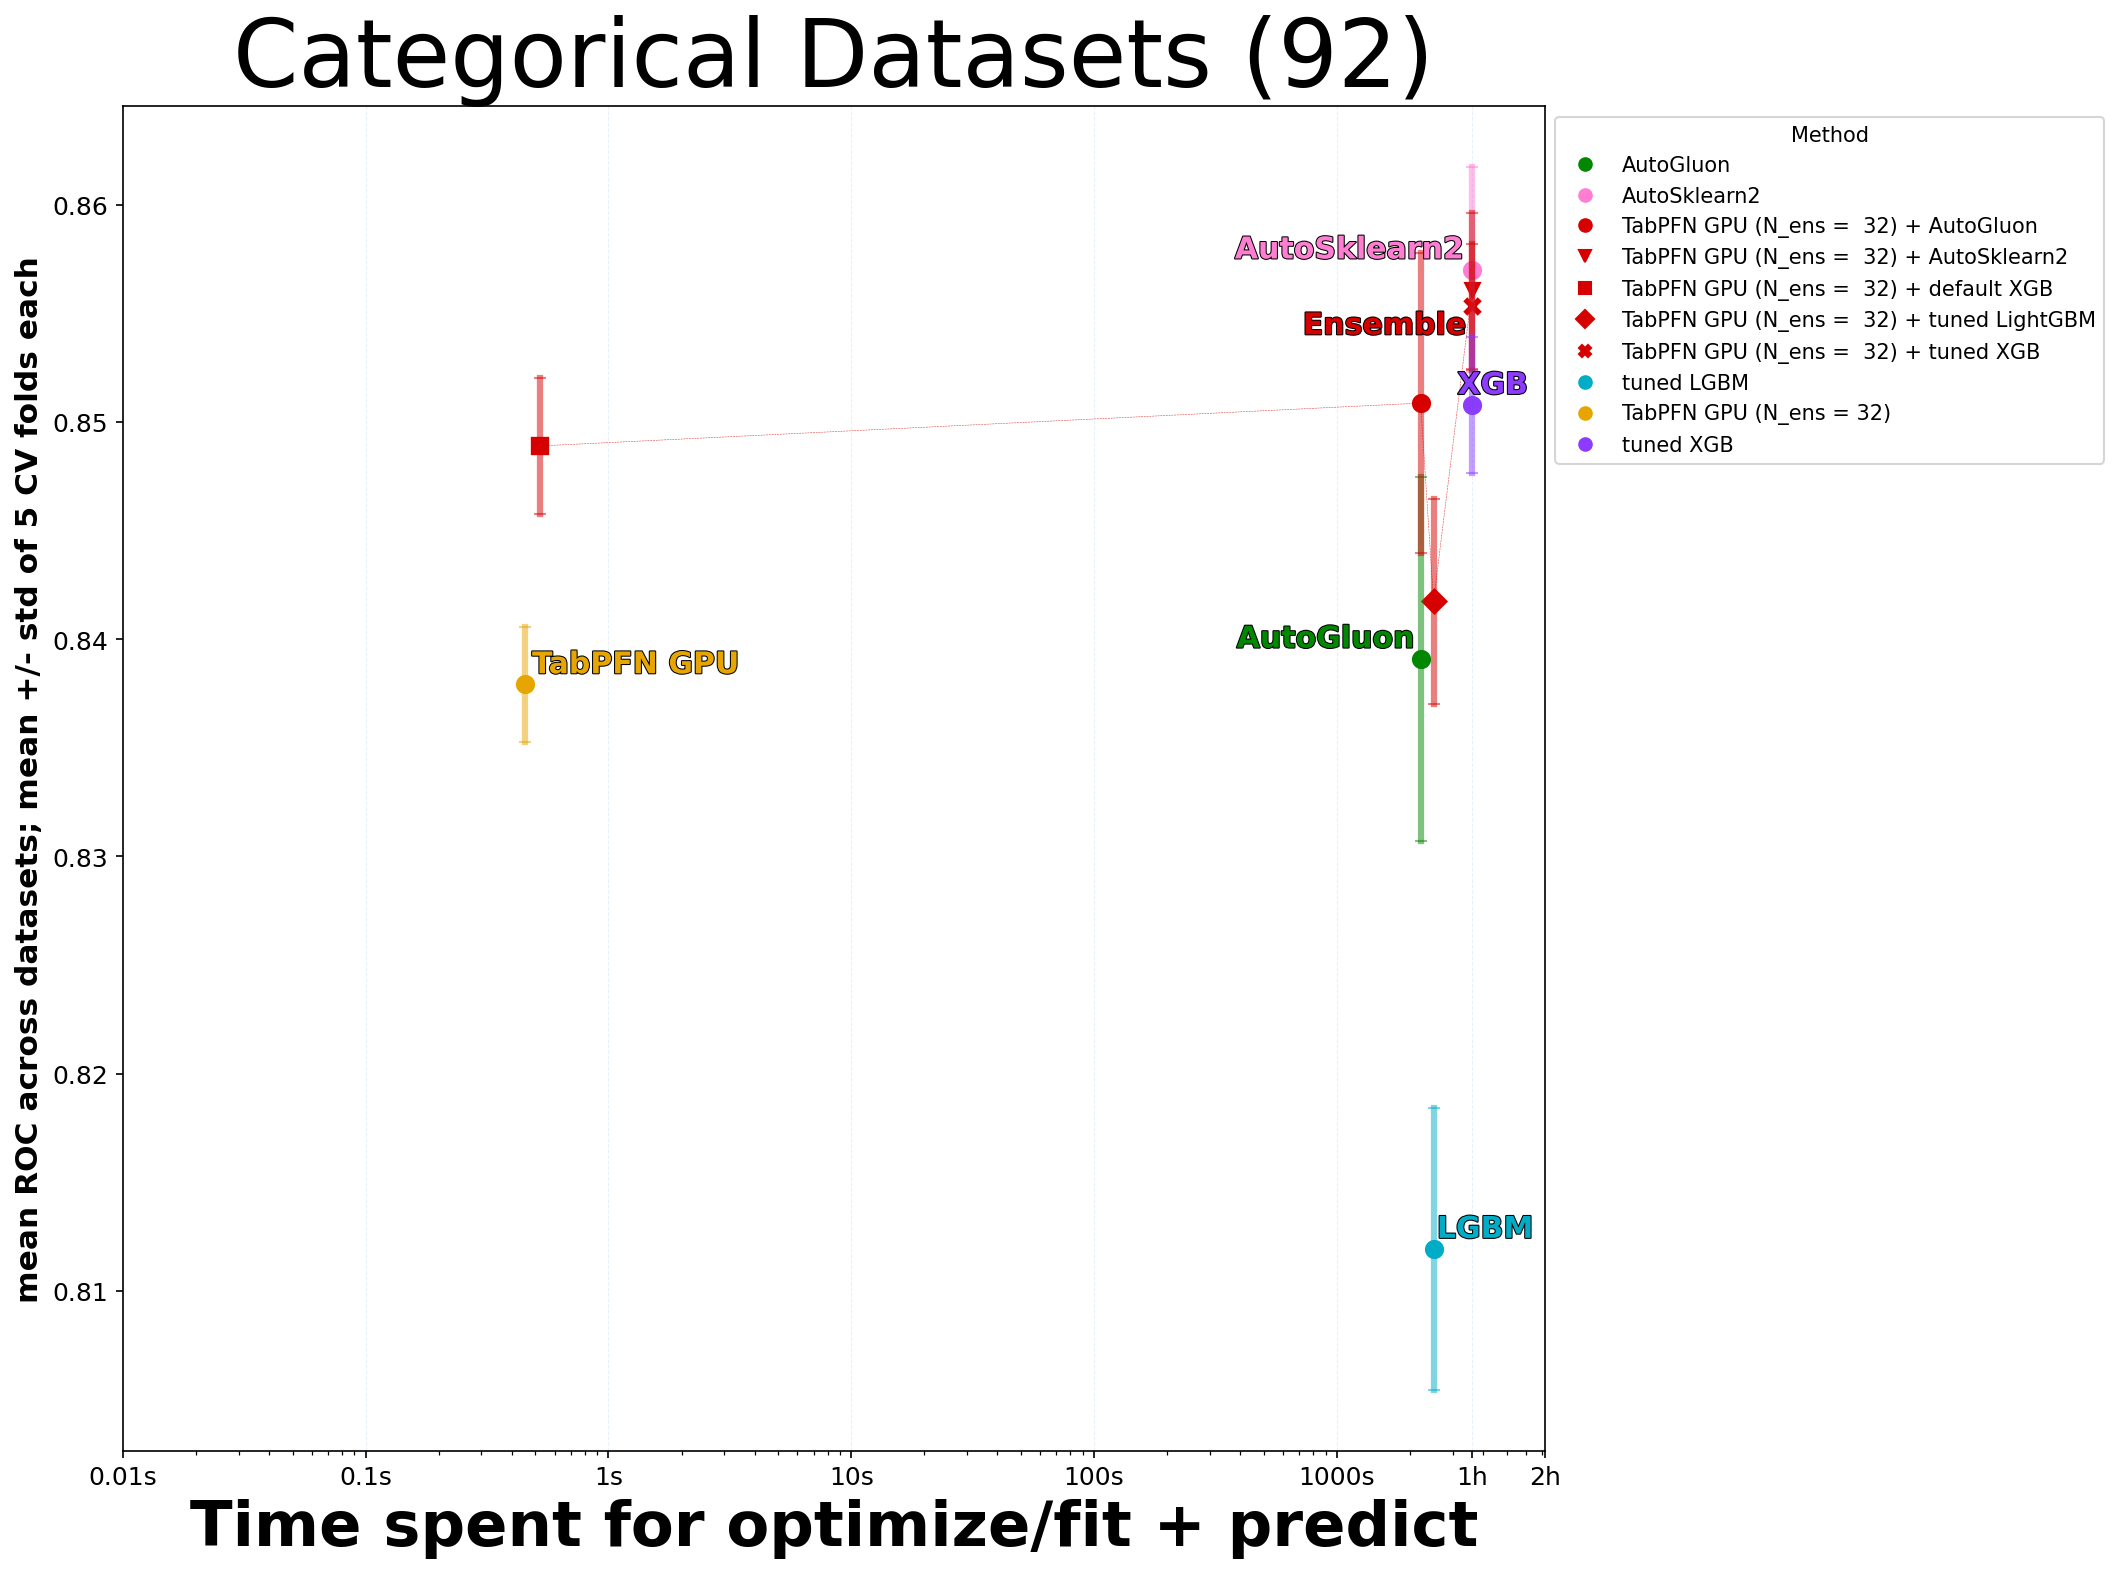 Categorical Datasets (92)
mean ROC across datasets; mean +/- std of 5 CV folds each
0.86
0.85
0.84
0.83
0.82
0.81
AutoSklearn2
Ensemble
XGB
AutoGluon
TabPFN GPU
LGBM
0.01s
0.1s
1s
10s
100s
1000s
1h
2h
Time spent for optimize/fit + predict
Method
AutoGluon
AutoSklearn2
TabPFN GPU (N_ens =  32) + AutoGluon
TabPFN GPU (N_ens =  32) + AutoSklearn2
TabPFN GPU (N_ens =  32) + default XGB
TabPFN GPU (N_ens =  32) + tuned LightGBM
TabPFN GPU (N_ens =  32) + tuned XGB
tuned LGBM
TabPFN GPU (N_ens = 32)
tuned XGB